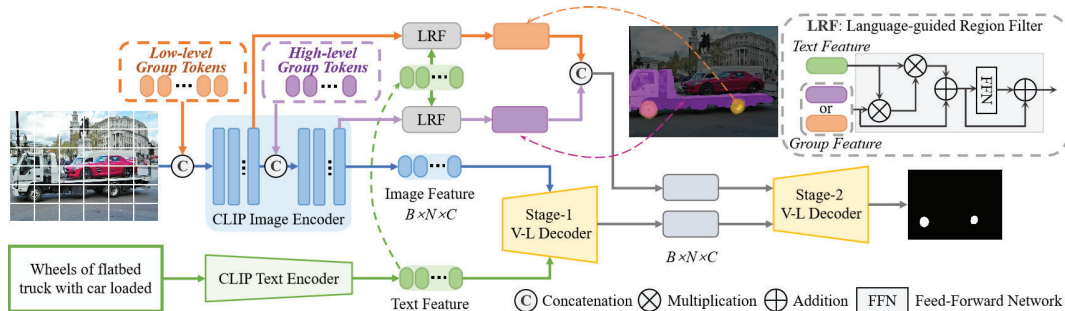 Low-level
Group Tokens
High-level
Group Tokens
LRF
LRF
C
C
C
CLIP Image Encoder
Image Feature
B×N×C
Wheels of flatbed
truck with car loaded
CLIP Text Encoder
Text Feature
Stage-1
V-L Decoder
B×N×C
Stage-2
V-L Decoder
LRF: Language-guided Region Filter
Text Feature
or
Group Feature
FFN
C Concatenation
Multiplication
Addition
FFN Feed-Forward Network